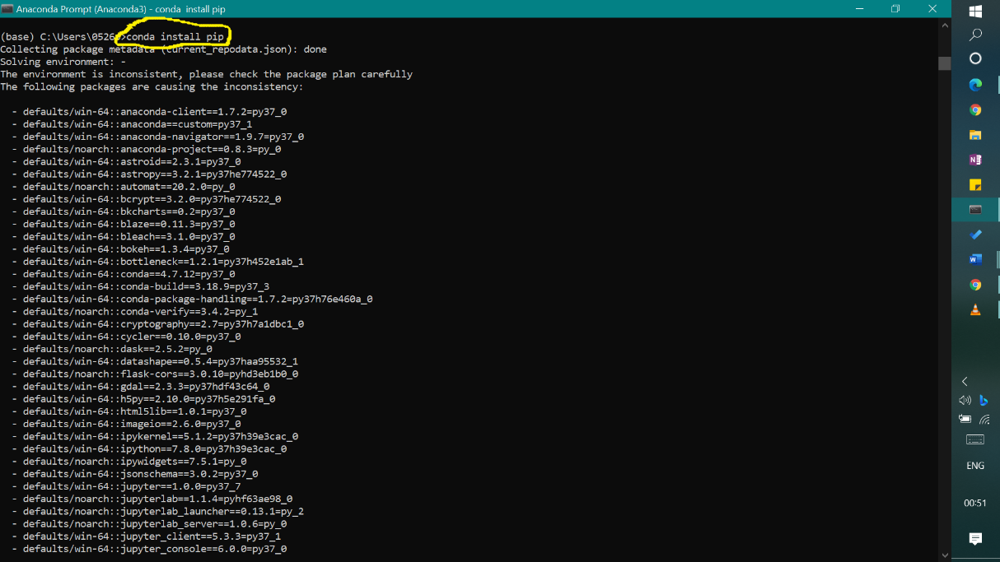 Anaconda Prompt (Anaconda3) - conda  install pip
(base) C:\Users\0526 >conda install pip
Collecting package metadata (current_repodata.json): done
Solving environment: -
The environment is inconsistent, please check the package plan carefully
The following packages are causing the inconsistency:
- defaults/win-64::anaconda-client==1.7.2=py37_0
- defaults/win-64::anaconda==custom=py37_1
- defaults/win-64::anaconda-navigator==1.9.7=py37_0
- defaults/noarch::anaconda-project==0.8.3=py_0
- defaults/win-64::astroid==2.3.1=py37_0
- defaults/win-64::astropy==3.2.1=py37he774522_0
- defaults/noarch::automat==20.2.0=py_0
- defaults/win-64::bcrypt==3.2.0=py37he774522_0
- defaults/win-64::bkcharts==0.2=py37_0
- defaults/win-64::blaze==0.11.3=py37_0
- defaults/win-64::bleach==3.1.0=py37_0
- defaults/win-64::bokeh==1.3.4=py37_0
- defaults/win-64::bottleneck==1.2.1=py37h452e1ab_1
- defaults/win-64::conda==4.7.12=py37_0
- defaults/win-64::conda-build==3.18.9=py37_3
- defaults/win-64::conda-package-handling==1.7.2=py37h76e460a_0
- defaults/noarch::conda-verify==3.4.2=py_1
- defaults/win-64::cryptography==2.7=py37h7a1dbc1_0
- defaults/win-64::cycler==0.10.0=py37_0
- defaults/noarch::dask==2.5.2=py_0
- defaults/win-64::datashape==0.5.4=py37haa95532_1
- defaults/noarch::flask-cors==3.0.10=pyhd3eb1b0_0
- defaults/win-64::gdal==2.3.3=py37hdf43c64_0
- defaults/win-64::h5py==2.10.0=py37h5e291fa_0
- defaults/win-64::html5lib==1.0.1=py37_0
- defaults/win-64::imageio==2.6.0=py37_0
- defaults/win-64::ipykernel==5.1.2=py37h39e3cac_0
- defaults/win-64::ipython==7.8.0=py37h39e3cac_0
- defaults/noarch::ipywidgets==7.5.1=py_0
- defaults/win-64::jsonschema==3.0.2=py37_0
- defaults/win-64::jupyter==1.0.0=py37_7
- defaults/noarch::jupyterlab==1.1.4=pyhf63ae98_0
- defaults/noarch::jupyterlab_launcher==0.13.1=py_2
- defaults/noarch::jupyterlab_server==1.0.6=py_0
- defaults/win-64::jupyter_client==5.3.3=py37_1
- defaults/win-64::jupyter_console==6.0.0=py37_0
N
W
ENG
00:51